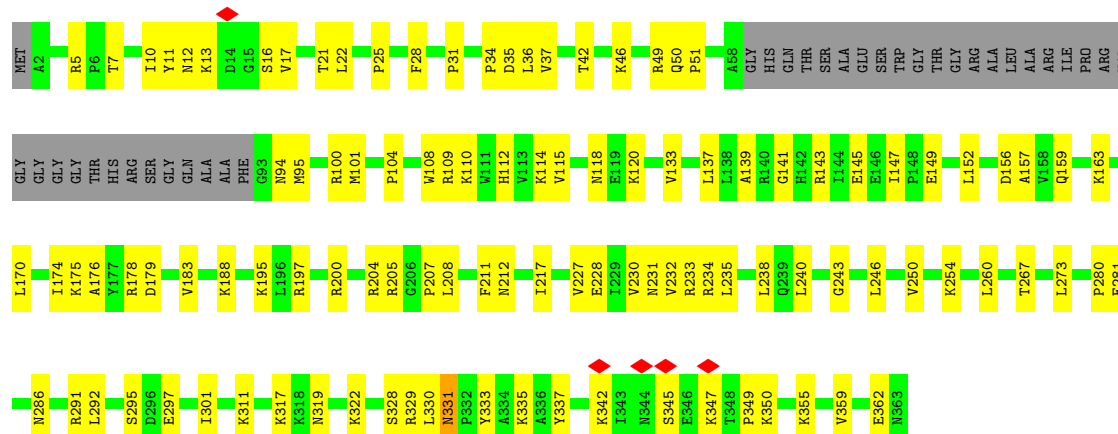 MET A2 R5 P6 T7 I10 Y11 N12 K13 D14 G15 S16 V17 T21 L22 P25 F28 P31 P34 D35 L36 V37 T42 K46 R49 Q50 P51 A58 GLY HIS GLN THR SER ALA GLU SER TRP GLY THR GLY ARG ALA LEU ALA ARG ILE PRO ARG
GLY GLY GLY GLY THR HIS ARG SER GLY GLN ALA ALA PHE G93 N94 M95 R100 M101 P104 W108 R109 K110 W111 H112 V113 K114 V115 N118 E119 K120 V133 L137 L138 A139 R140 G141 H142 R143 I144 E145 E146 I147 P148 E149 L152 D156 A157 V158 Q159 K163
L170 I174 K175 A176 Y177 R178 D179 V183 K188 K195 L196 R197 R200 R204 R205 G206 P207 L208 F211 N212 I217 V227 E228 I229 V230 N231 V232 R233 R234 L235 L238 Q239 L240 G243 L246 V250 K254 L260 T267 L273 P280
N286 R291 L292 S295 D296 E297 I301 K311 K317 K318 N319 K322 S328 R329 L330 N331 P332 Y333 A334 K335 A336 Y337 K342 I343 N344 S345 E346 K347 T348 P349 K350 K355 V359 E362 N363